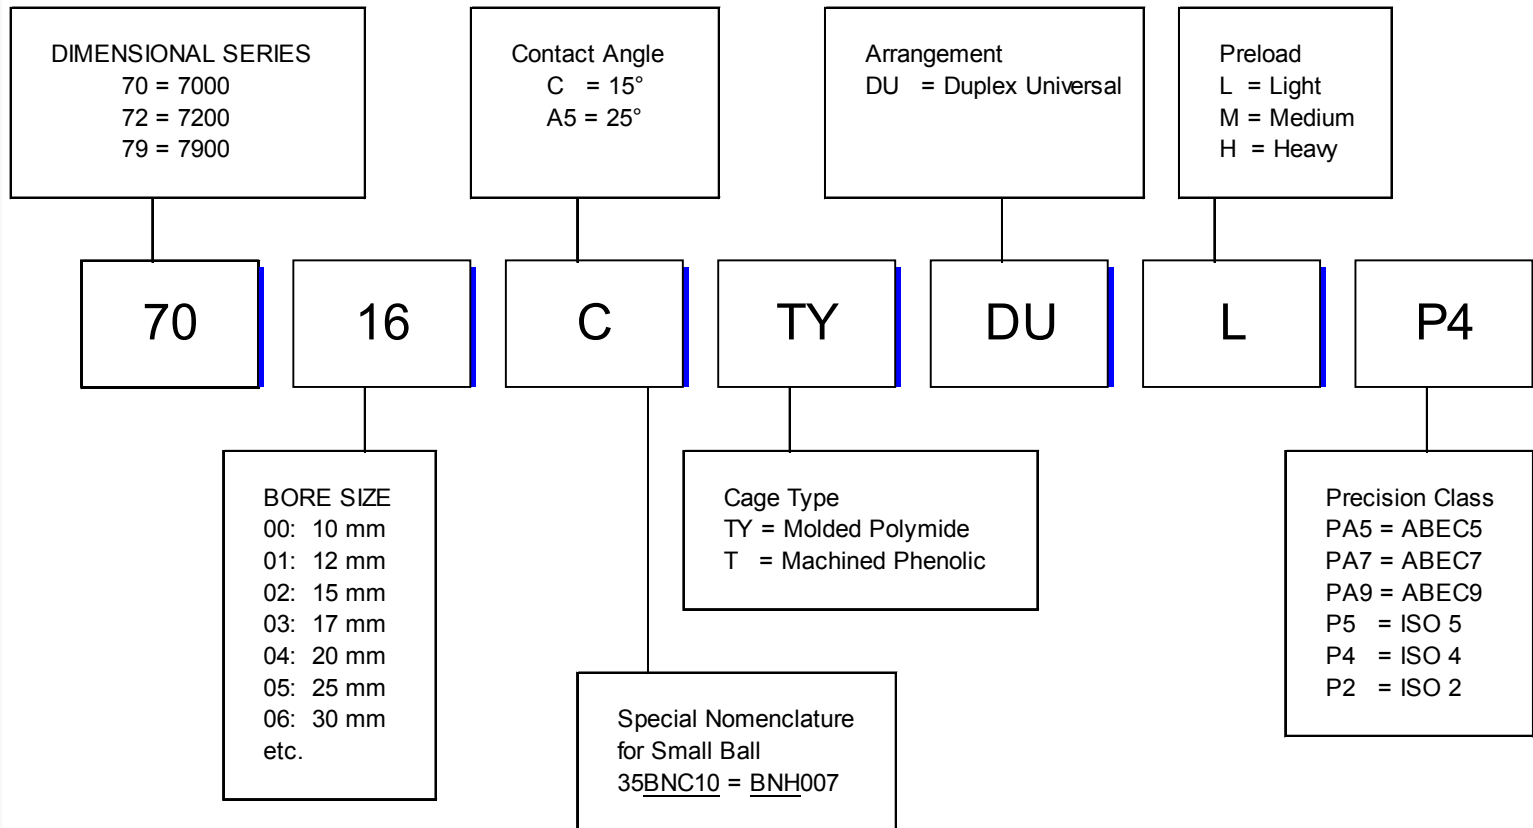 DIMENSIONAL SERIES
70 = 7000
72 = 7200
79 = 7900
Contact Angle
C = 15°
A5 = 25°
Arrangement
DU = Duplex Universal
Preload
L = Light
M = Medium
H = Heavy
70
16
C
TY
DU
L
P4
BORE SIZE
00: 10 mm
01: 12 mm
02: 15 mm
03: 17 mm
04: 20 mm
05: 25 mm
06: 30 mm
etc.
Special Nomenclature
for Small Ball
35BNC10 = BNH007
Cage Type
TY = Molded Polymide
T = Machined Phenolic
Precision Class
PA5 = ABEC5
PA7 = ABEC7
PA9 = ABEC9
P5 = ISO 5
P4 = ISO 4
P2 = ISO 2